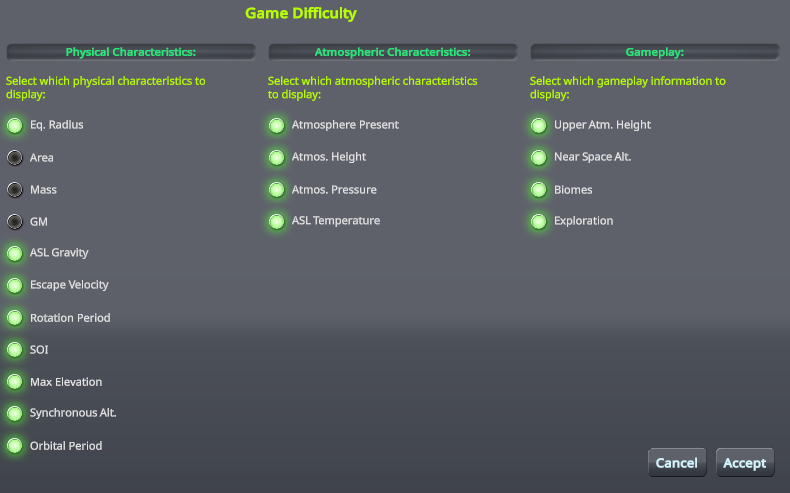 Game Difficulty
Physical Characteristics:
Select which physical characteristics to
display:
Eq. Radius
Area
Mass
GM
ASL Gravity
Escape Velocity
Rotation Period
SOI
Max Elevation
Synchronous Alt.
Orbital Period
Atmospheric Characteristics:
Select which atmospheric characteristics
to display:
Atmosphere Present
Atmos. Height
Atmos. Pressure
ASL Temperature
Gameplay:
Select which gameplay information to
display:
Upper Atm. Height
Near Space Alt.
Biomes
Exploration
Cancel
Accept